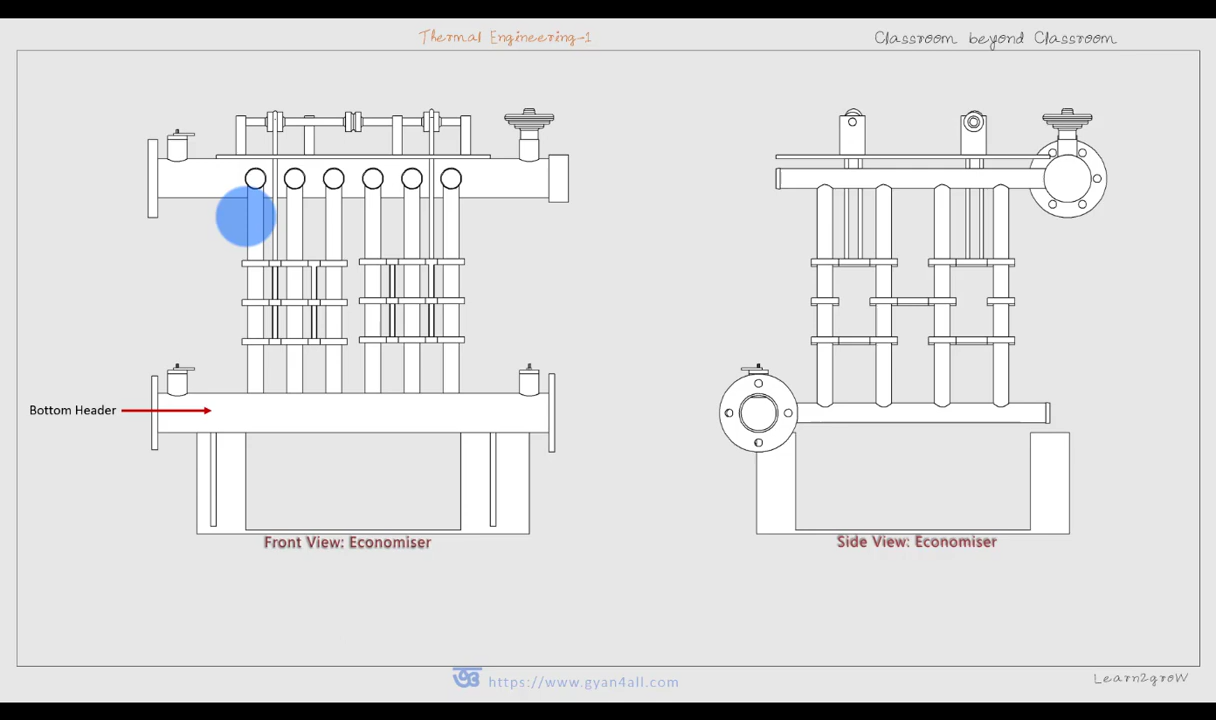 Thermal Engineering-1
Classroom beyond Classroom
Bottom Header
Front View: Economiser
Side View: Economiser
https://www.gyan4all.com
Learn2groW